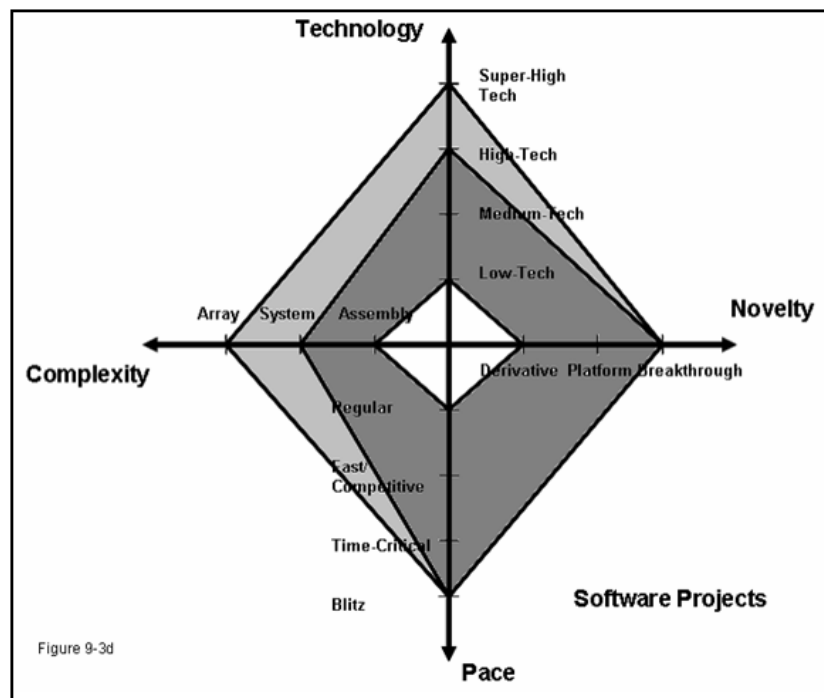 Technology
Super-High
Tech
High-Tech
Medium-Tech
Low-Tech
Array System Assembly
Novelty
Complexity
Derivative Platform Breakthrough
Regular
Fast/
Competitive
Time-Critical
Blitz
Software Projects
Figure 9-3d
Pace